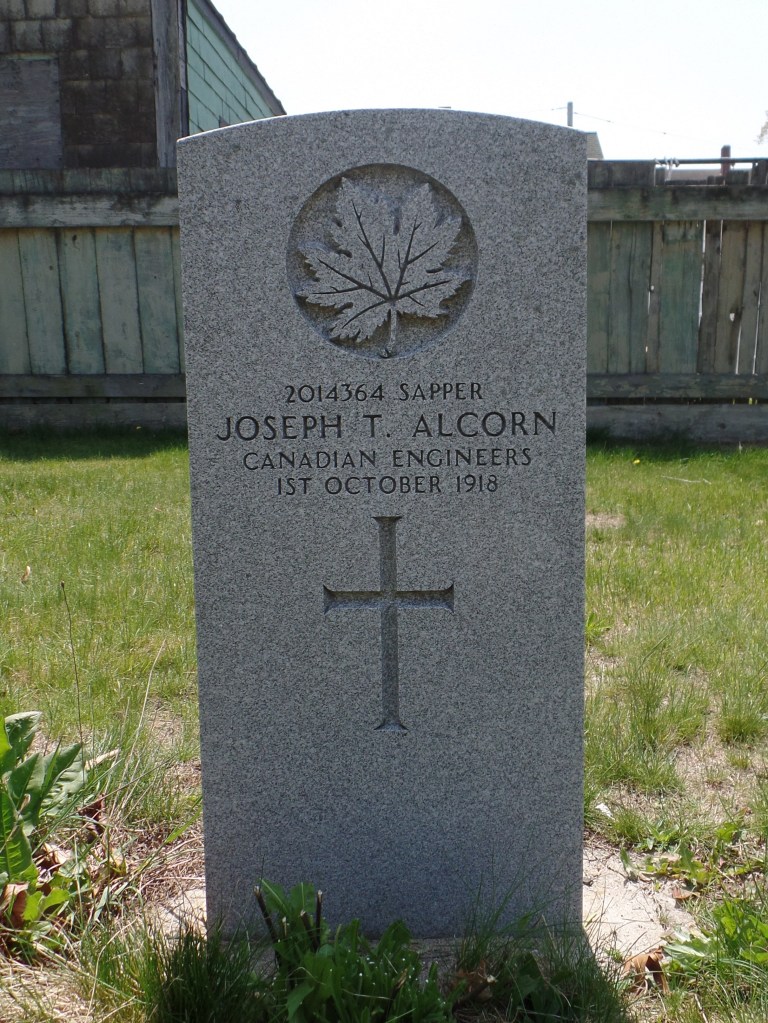 2014364 SAPPER
JOSEPH T. ALCORN
CANADIAN ENGINEERS
1ST OCTOBER 1918